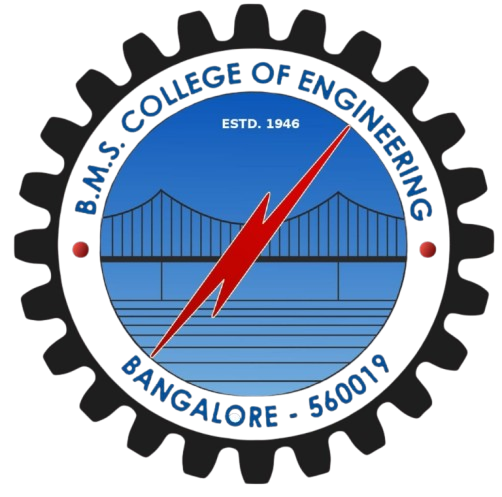 B.M.S. COLLEGE OF ENGINEERING
ESTD. 1946
BANGALORE - 560019